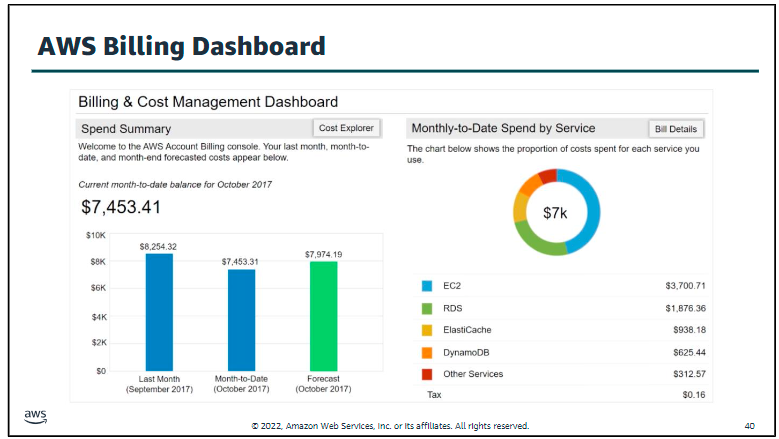 AWS Billing Dashboard
Billing & Cost Management Dashboard
Spend Summary
Cost Explorer
Welcome to the AWS Account Billing console. Your last month, month-to-
date, and month-end forecasted costs appear below.
Current month-to-date balance for October 2017
$7,453.41
$10K
$8K
$6K
$4K
$2K
$0
$8,254.32
$7,453.31
$7,974.19
Last Month
(September 2017)
Month-to-Date
(October 2017)
Forecast
(October 2017)
Monthly-to-Date Spend by Service
Bill Details
The chart below shows the proportion of costs spent for each service you
use.
$7k
EC2 $3,700.71
RDS $1,876.36
ElastiCache $938.18
DynamoDB $625.44
Other Services $312.57
Tax $0.16
aws
© 2022, Amazon Web Services, Inc. or its affiliates. All rights reserved.
40